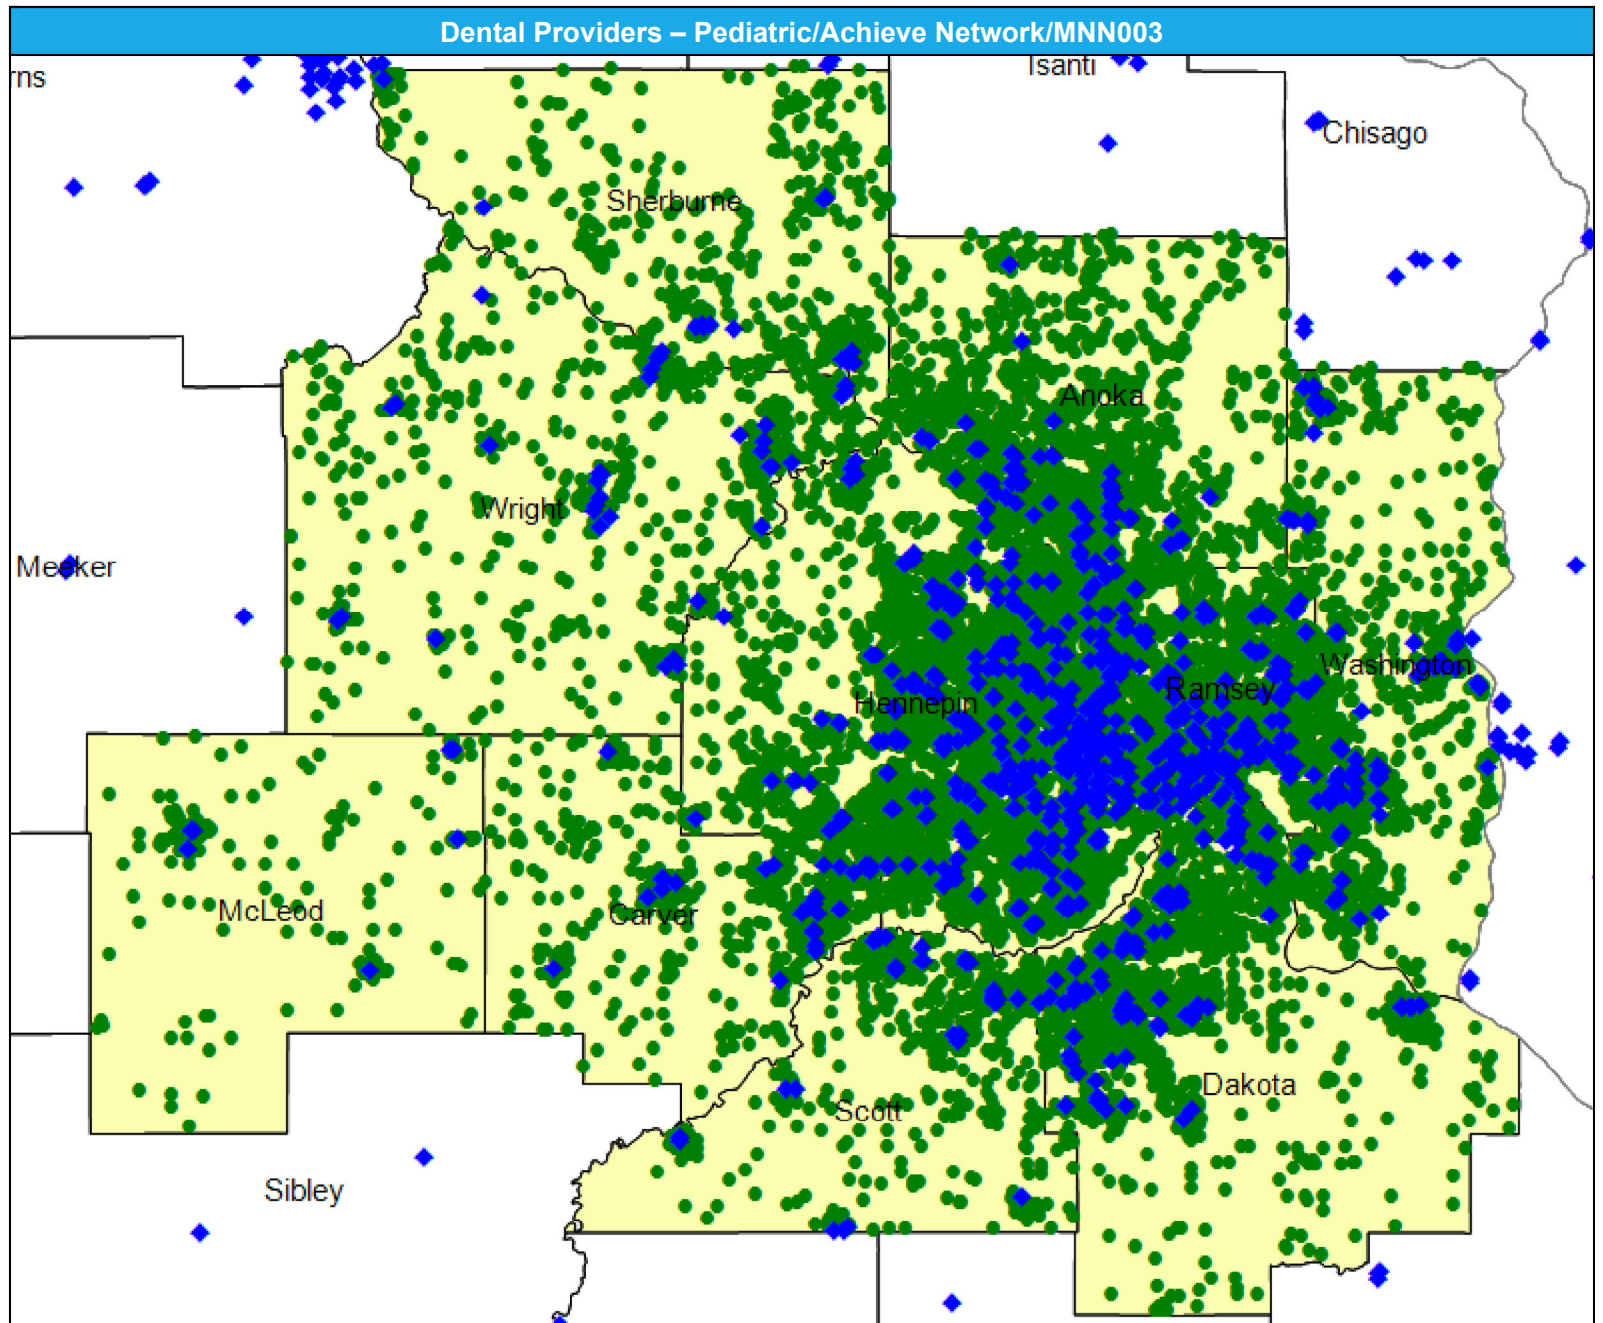 Dental Providers – Pediatric/Achieve Network/MNN003
rns
Isanti
Chisago
Sherburne
Anoka
Wright
Meeker
Washington
Ramsey
Hennepin
McLeod
Carver
Dakota
Scott
Sibley